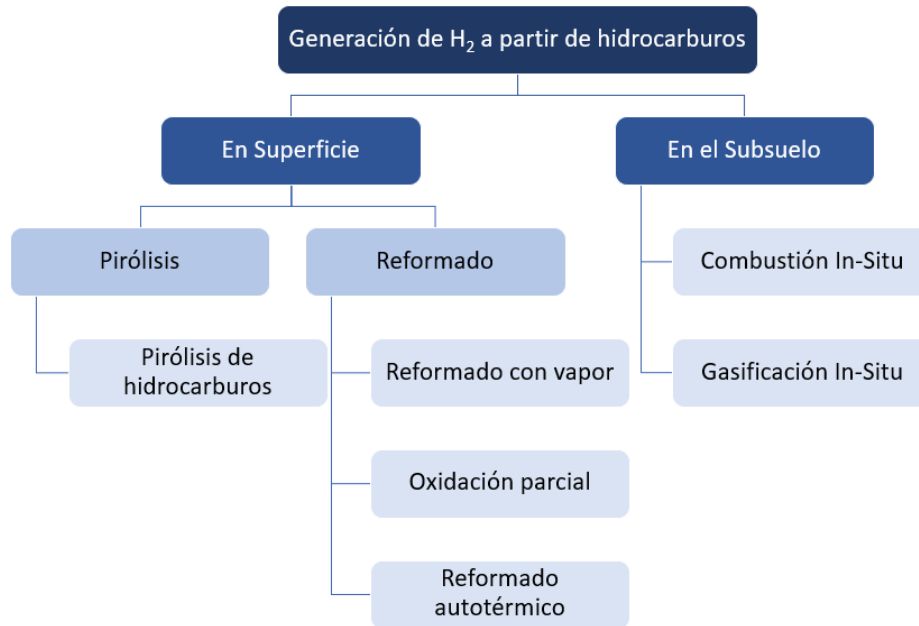 Generación de H₂ a partir de hidrocarburos
En Superficie
En el Subsuelo
Pirólisis
Reformado
Combustión In-Situ
Pirólisis de
hidrocarburos
Reformado con vapor
Gasificación In-Situ
Oxidación parcial
Reformado
autotérmico